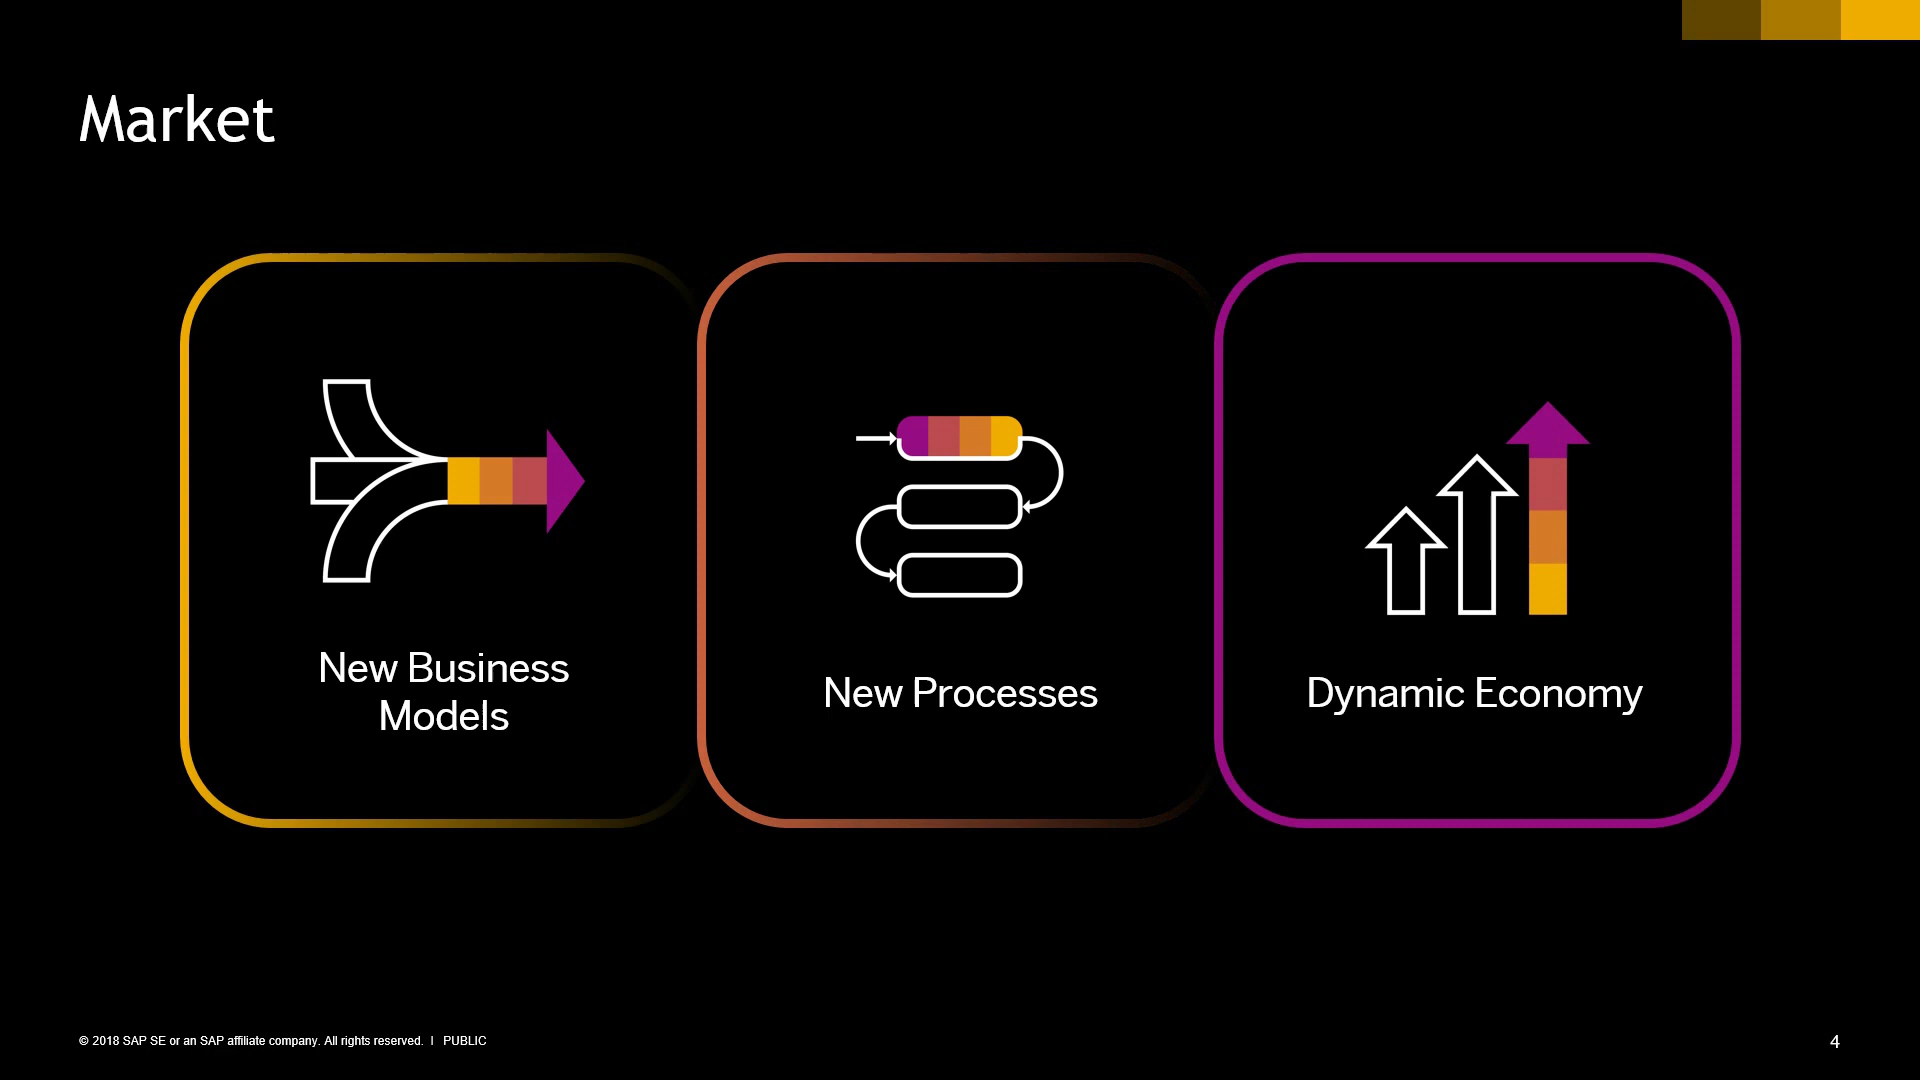 Market
New Business
Models
New Processes
Dynamic Economy
© 2018 SAP SE or an SAP affiliate company. All rights reserved. I PUBLIC
4